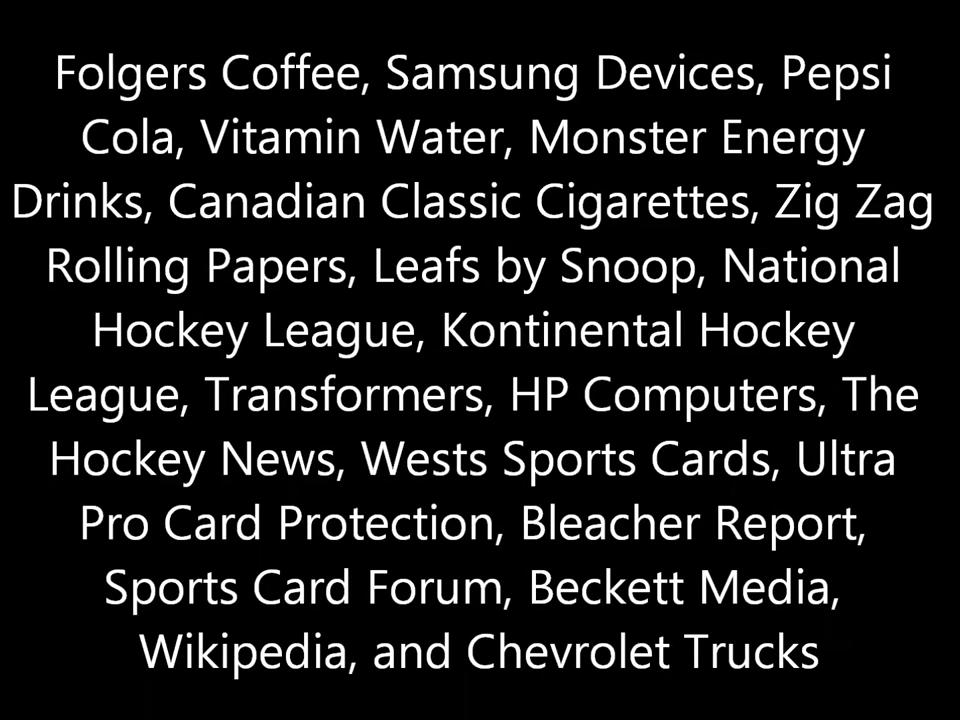 Folgers Coffee, Samsung Devices, Pepsi
Cola, Vitamin Water, Monster Energy
Drinks, Canadian Classic Cigarettes, Zig Zag
Rolling Papers, Leafs by Snoop, National
Hockey League, Kontinental Hockey
League, Transformers, HP Computers, The
Hockey News, Wests Sports Cards, Ultra
Pro Card Protection, Bleacher Report,
Sports Card Forum, Beckett Media,
Wikipedia, and Chevrolet Trucks